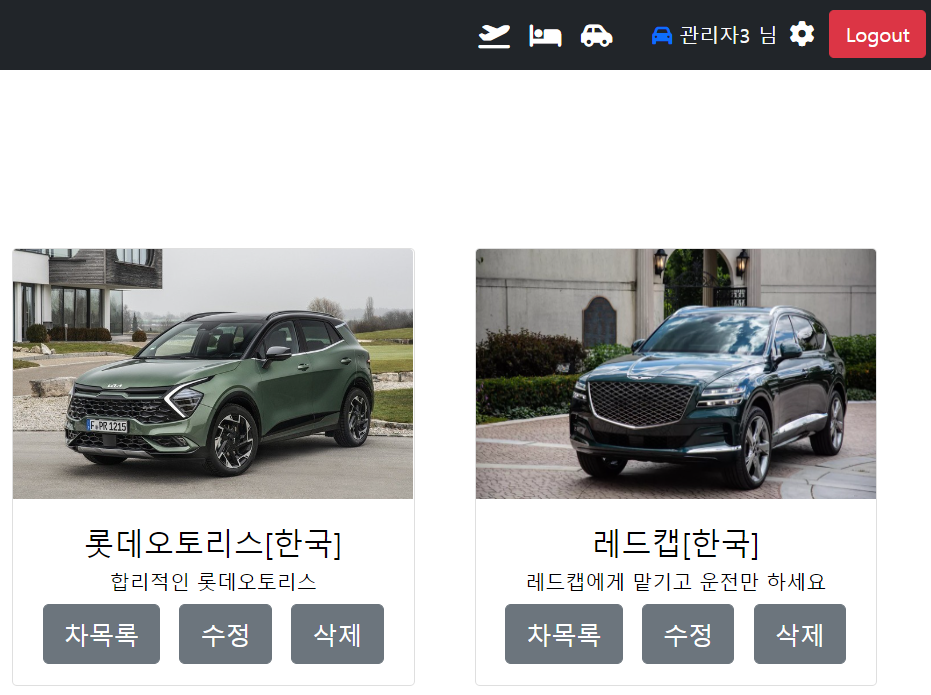 관리자3 님
Logout
KIA
F PR 1215
롯데오토리스[한국]
합리적인 롯데오토리스
차목록 수정 삭제
레드캡[한국]
레드캡에게 맡기고 운전만 하세요
차목록 수정 삭제